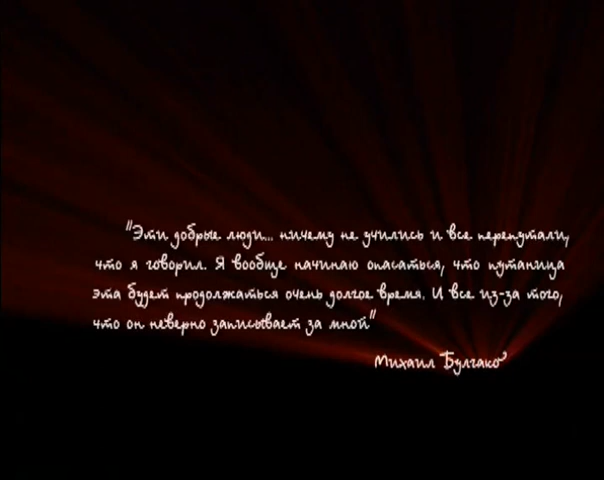 "Эти добрые люди... ничему не учились и все перепутали,
что я говорил. Я вообще начинаю опасаться, что путаница
эта будет продолжаться очень долгое время. И все из-за того,
что он неверно записывает за мной"
Михаил Булгаков